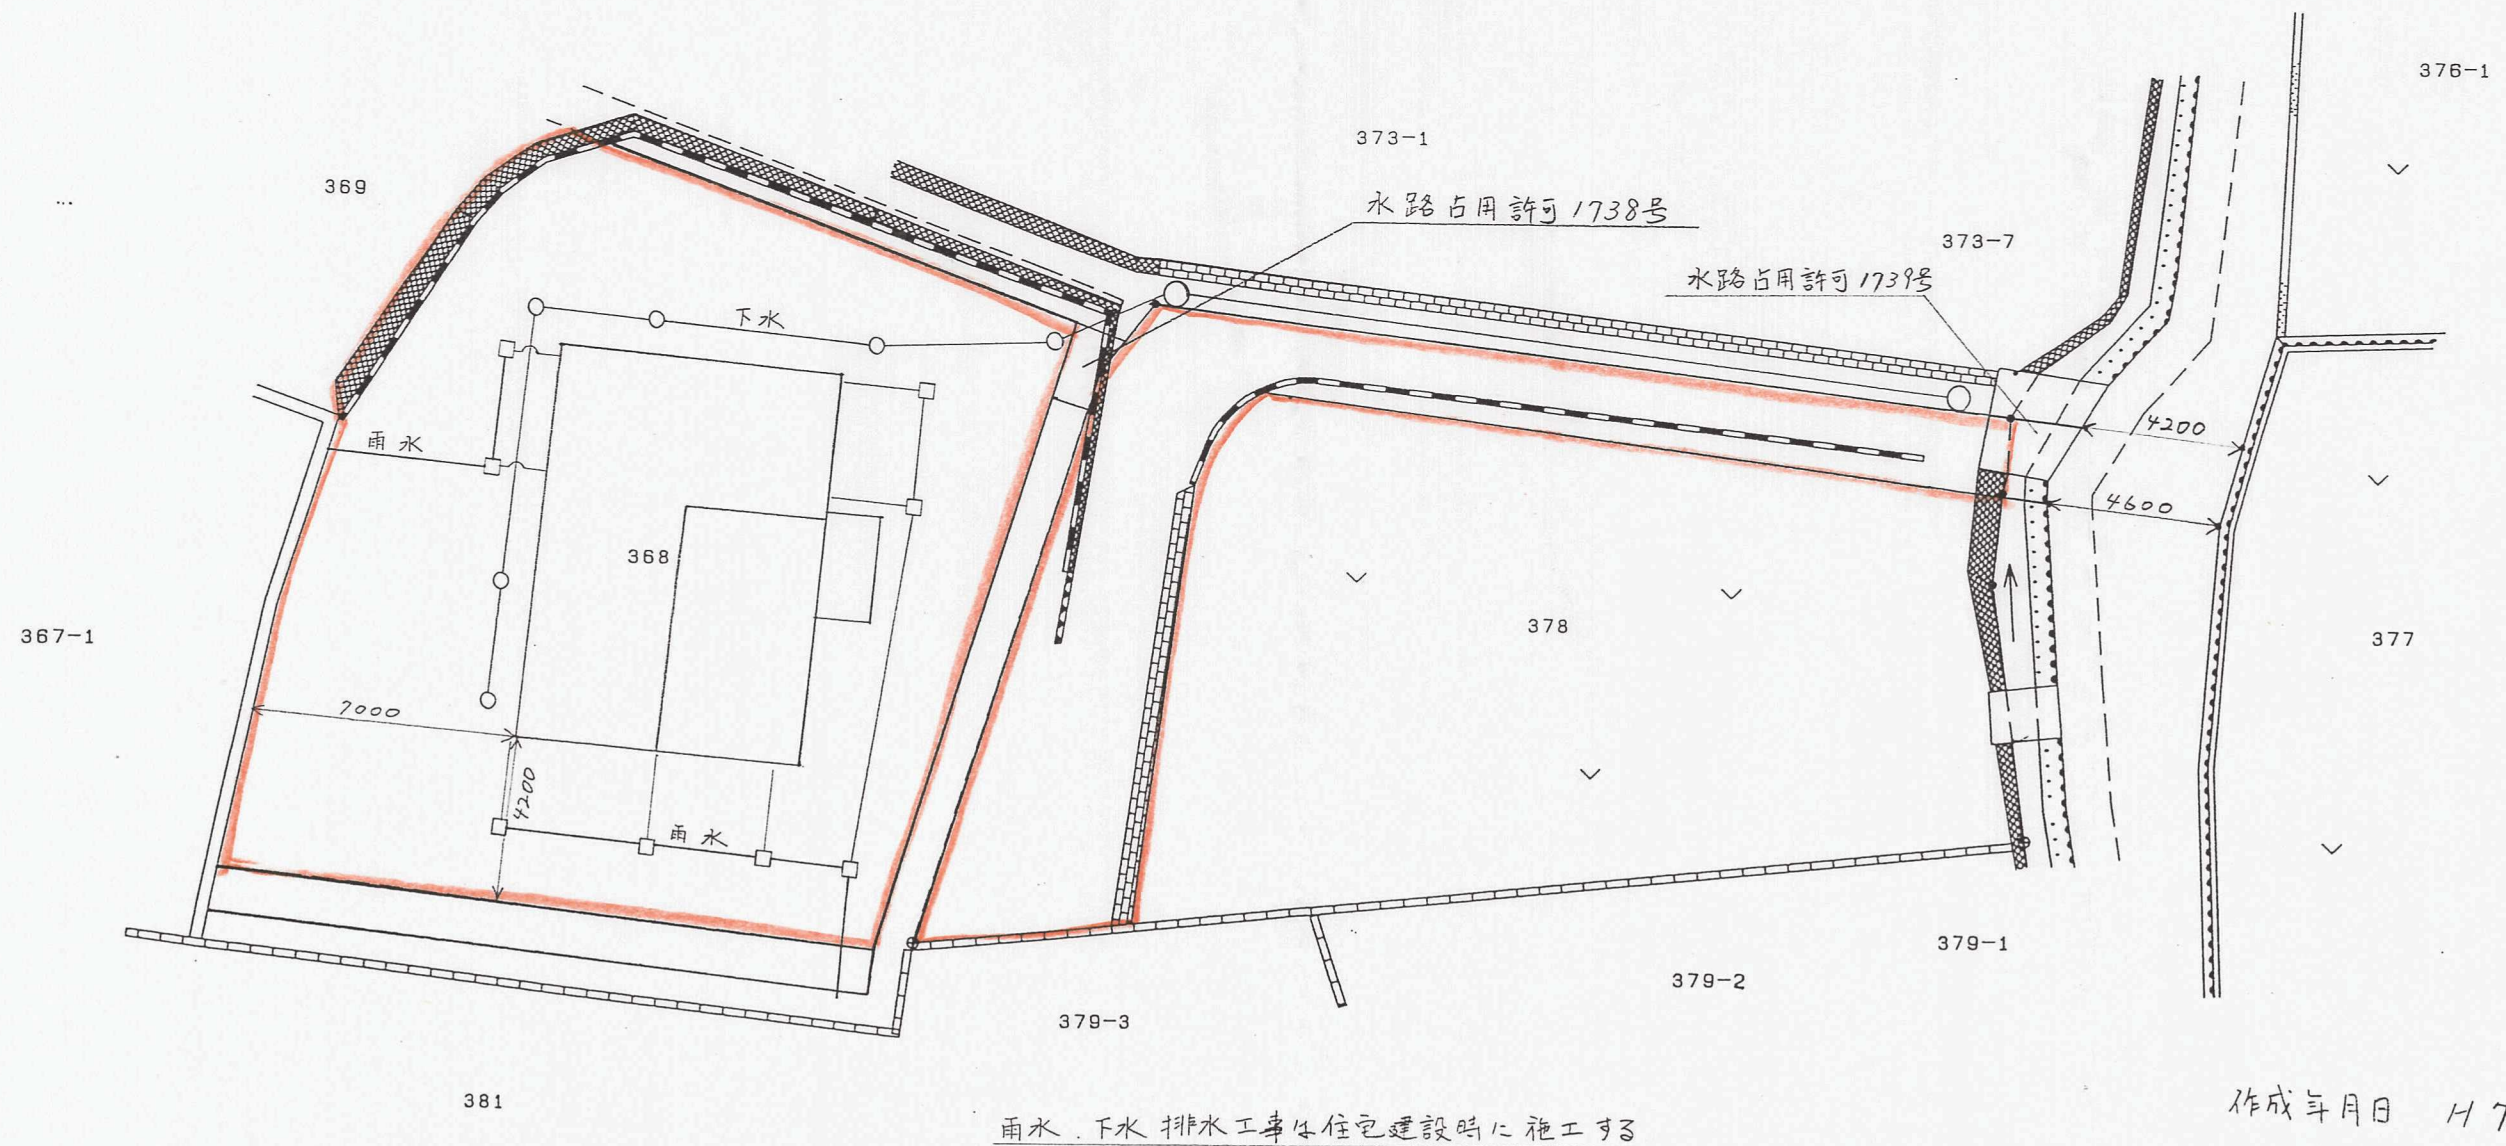 376-1
373-1
369
水路占用許可1738号
373-7
水路占用許可1739号
下水
4200
雨水
4600
368
378
367-1
377
7000
4200
雨水
379-1
379-2
379-3
381
作成年月日 H7
雨水.下水 排水工事は住宅建設時に施工する